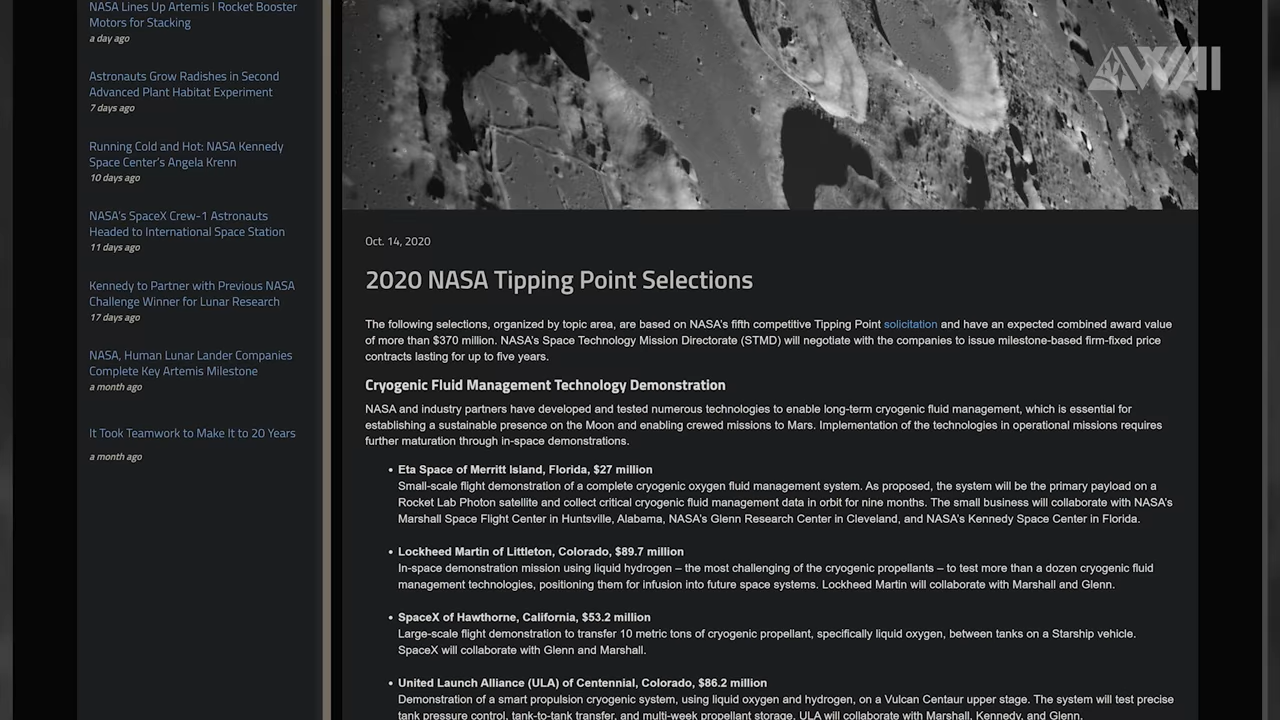 NASA Lines Up Artemis I Rocket Booster
Motors for Stacking
a day ago
Astronauts Grow Radishes in Second
Advanced Plant Habitat Experiment
7 days ago
Running Cold and Hot: NASA Kennedy
Space Center's Angela Krenn
10 days ago
NASA's SpaceX Crew-1 Astronauts
Headed to International Space Station
11 days ago
Kennedy to Partner with Previous NASA
Challenge Winner for Lunar Research
17 days ago
NASA, Human Lunar Lander Companies
Complete Key Artemis Milestone
a month ago
It Took Teamwork to Make It to 20 Years
a month ago
WAI
Oct. 14, 2020
2020 NASA Tipping Point Selections
The following selections, organized by topic area, are based on NASA's fifth competitive Tipping Point solicitation and have an expected combined award value
of more than $370 million. NASA's Space Technology Mission Directorate (STMD) will negotiate with the companies to issue milestone-based firm-fixed price
contracts lasting for up to five years.
Cryogenic Fluid Management Technology Demonstration
NASA and industry partners have developed and tested numerous technologies to enable long-term cryogenic fluid management, which is essential for
establishing a sustainable presence on the Moon and enabling crewed missions to Mars. Implementation of the technologies in operational missions requires
further maturation through in-space demonstrations.
• Eta Space of Merritt Island, Florida, $27 million
Small-scale flight demonstration of a complete cryogenic oxygen fluid management system. As proposed, the system will be the primary payload on a
Rocket Lab Photon satellite and collect critical cryogenic fluid management data in orbit for nine months. The small business will collaborate with NASA's
Marshall Space Flight Center in Huntsville, Alabama, NASA's Glenn Research Center in Cleveland, and NASA's Kennedy Space Center in Florida.
• Lockheed Martin of Littleton, Colorado, $89.7 million
In-space demonstration mission using liquid hydrogen – the most challenging of the cryogenic propellants – to test more than a dozen cryogenic fluid
management technologies, positioning them for infusion into future space systems. Lockheed Martin will collaborate with Marshall and Glenn.
• SpaceX of Hawthorne, California, $53.2 million
Large-scale flight demonstration to transfer 10 metric tons of cryogenic propellant, specifically liquid oxygen, between tanks on a Starship vehicle.
SpaceX will collaborate with Glenn and Marshall.
• United Launch Alliance (ULA) of Centennial, Colorado, $86.2 million
Demonstration of a smart propulsion cryogenic system, using liquid oxygen and hydrogen, on a Vulcan Centaur upper stage. The system will test precise
tank pressure control, tank-to-tank transfer, and multi-week propellant storage. ULA will collaborate with Marshall, Kennedy, and Glenn.